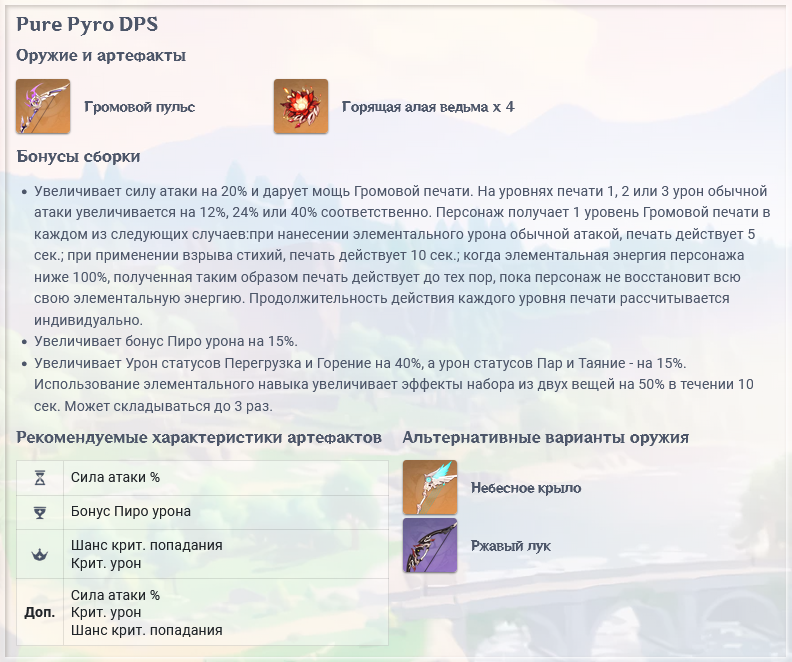 Pure Pyro DPS
Оружие и артефакты
Громовой пульс
Горящая алая ведьма x 4
Бонусы сборки
Увеличивает силу атаки на 20% и дарует мощь Громовой печати. На уровнях печати 1, 2 или 3 урон обычной
атаки увеличивается на 12%, 24% или 40% соответственно. Персонаж получает 1 уровень Громовой печати в
каждом из следующих случаев:при нанесении элементального урона обычной атакой, печать действует 5
сек.; при применении взрыва стихий, печать действует 10 сек.; когда элементальная энергия персонажа
ниже 100%, полученная таким образом печать действует до тех пор, пока персонаж не восстановит всю
свою элементальную энергию. Продолжительность действия каждого уровня печати рассчитывается
индивидуально.
Увеличивает бонус Пиро урона на 15%.
Увеличивает Урон статусов Перегрузка и Горение на 40%, а урон статусов Пар и Таяние - на 15%.
Использование элементального навыка увеличивает эффекты набора из двух вещей на 50% в течении 10
сек. Может складываться до 3 раз.
Рекомендуемые характеристики артефактов
Сила атаки %
Бонус Пиро урона
Шанс крит. попадания
Крит. урон
Доп.
Сила атаки %
Крит. урон
Шанс крит. попадания
Альтернативные варианты оружия
Небесное крыло
Ржавый лук